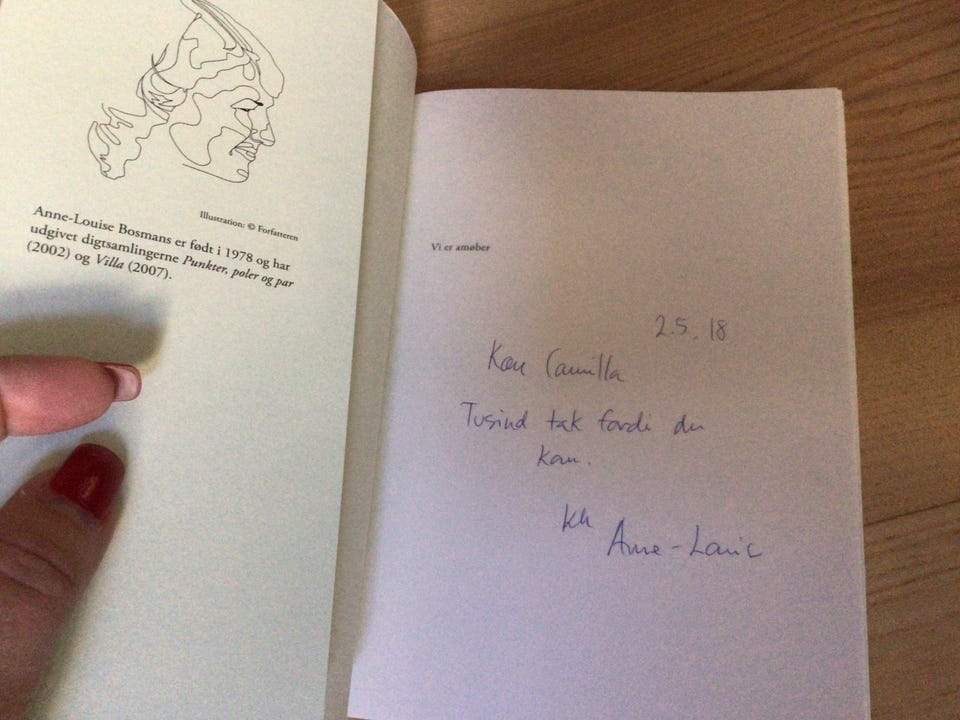 Illustration: © Forfatteren
Anne-Louise Bosmans er født i 1978 og har
udgivet digtsamlingerne Punkter, poler og par
(2002) og Villa (2007).
Vi er amøber
2.5.18
Kære Camilla
Tusind tak fordi du
kom.
kh
Anne-Louise